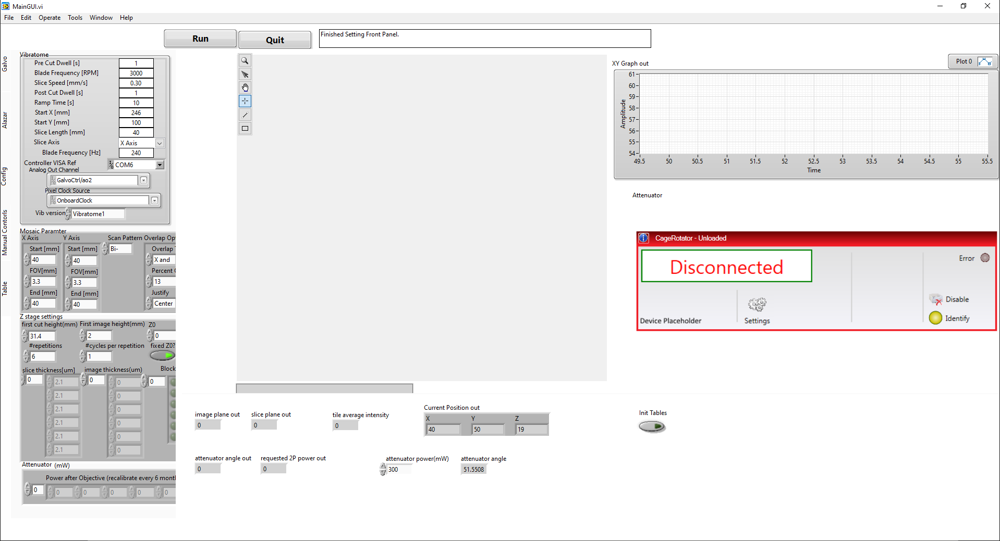 MainGUI.vi
File Edit Operate Tools Window Help
Run
Quit
Finished Setting Front Panel.
Galvo
Alazar
Config
Manual Contorls
Table
Vibratome
Pre Cut Dwell [s] 1
Blade Frequency [RPM] 3000
Slice Speed [mm/s] 0.30
Post Cut Dwell [s] 1
Ramp Time [s] 10
Start X [mm] 246
Start Y [mm] 100
Slice Length [mm] 40
Slice Axis X Axis
Blade Frequency [Hz] 240
Controller VISA Ref COM6
Analog Out Channel
GalvoCtrl/ao2
Pixel Clock Source
OnboardClock
Vib version Vibratome1
Mosaic Paramter
X Axis Y Axis Scan Pattern Overlap Op
Start [mm] Start [mm] Bi- Overlap
40 40 X and
FOV[mm] FOV[mm] Percent
3.3 3.3 13
End [mm] End [mm] Justify
40 40 Center
Z stage settings
first cut height(mm) First image height(mm) Z0
31.4 2 0
#repetitions #cycles per repetition fixed Z0?
6 1
slice thickness[um] image thickness(um) Block
0 2.1 0 0 0
2.1 0
2.1 0
2.1 0
2.1 0
2.1 0
Attenuator (mW)
Power after Objective (recalibrate every 6 mont
0 0 0 0 0 0
XY Graph out
Plot 0
Amplitude
61
60
59
58
57
56
55
54
49.5 50 50.5 51 51.5 52 52.5 53 53.5 54 54.5 55 55.5
Time
Attenuator
CageRotator - Unloaded
Disconnected
Error
Disable
Identify
Device Placeholder
Settings
image plane out slice plane out tile average intensity
0 0 0
Current Position out
X Y Z
40 50 19
Init Tables
attenuator angle out requested 2P power out attenuator power(mW) attenuator angle
0 0 300 51.5508